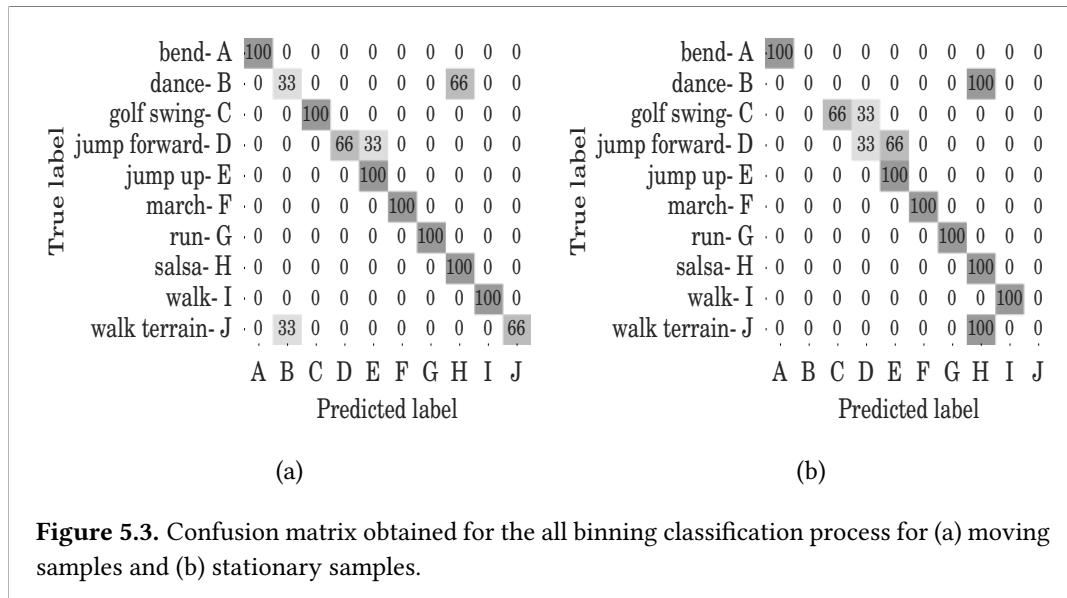 bend- A 100 0 0 0 0 0 0 0 0 0
dance- B 0 33 0 0 0 0 0 66 0 0
golf swing- C 0 0 100 0 0 0 0 0 0 0
jump forward- D 0 0 0 66 33 0 0 0 0 0
jump up- E 0 0 0 0 100 0 0 0 0 0
march- F 0 0 0 0 0 100 0 0 0 0
run- G 0 0 0 0 0 0 100 0 0 0
salsa- H 0 0 0 0 0 0 0 100 0 0
walk- I 0 0 0 0 0 0 0 0 100 0
walk terrain- J 0 33 0 0 0 0 0 0 0 66
A B C D E F G H I J
True label
Predicted label
(a)
bend- A 100 0 0 0 0 0 0 0 0 0
dance- B 0 0 0 0 0 0 0 100 0 0
golf swing- C 0 0 66 33 0 0 0 0 0 0
jump forward- D 0 0 0 33 66 0 0 0 0 0
jump up- E 0 0 0 0 100 0 0 0 0 0
march- F 0 0 0 0 0 100 0 0 0 0
run- G 0 0 0 0 0 0 100 0 0 0
salsa- H 0 0 0 0 0 0 0 100 0 0
walk- I 0 0 0 0 0 0 0 0 100 0
walk terrain- J 0 0 0 0 0 0 0 100 0 0
A B C D E F G H I J
True label
Predicted label
(b)
Figure 5.3. Confusion matrix obtained for the all binning classification process for (a) moving
samples and (b) stationary samples.